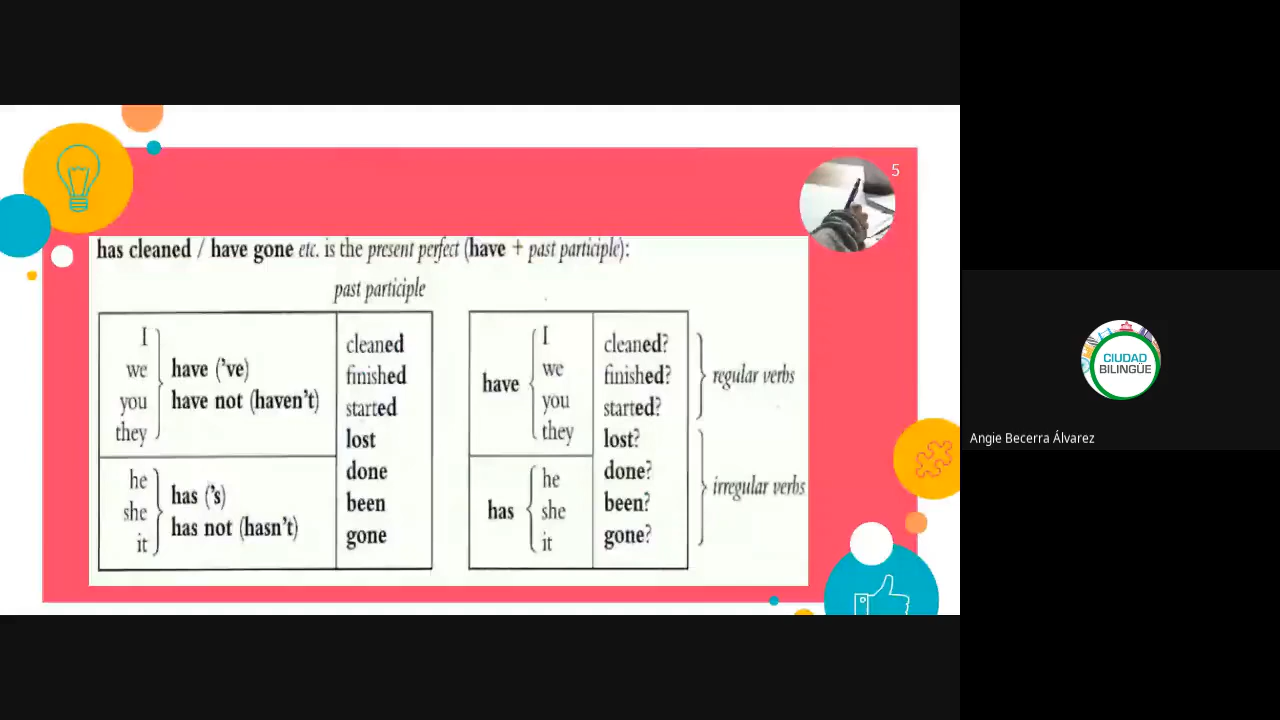 5
has cleaned / have gone etc. is the present perfect (have + past participle):
past participle
I
we
you
they
have ('ve)
have not (haven't)
he
she
it
has ('s)
has not (hasn't)
cleaned
finished
started
lost
done
been
gone
have
I
we
you
they
has
he
she
it
cleaned?
finished?
started?
lost?
done?
been?
gone?
regular verbs
irregular verbs
CIUDAD
BILINGÜE
Angie Becerra Álvarez